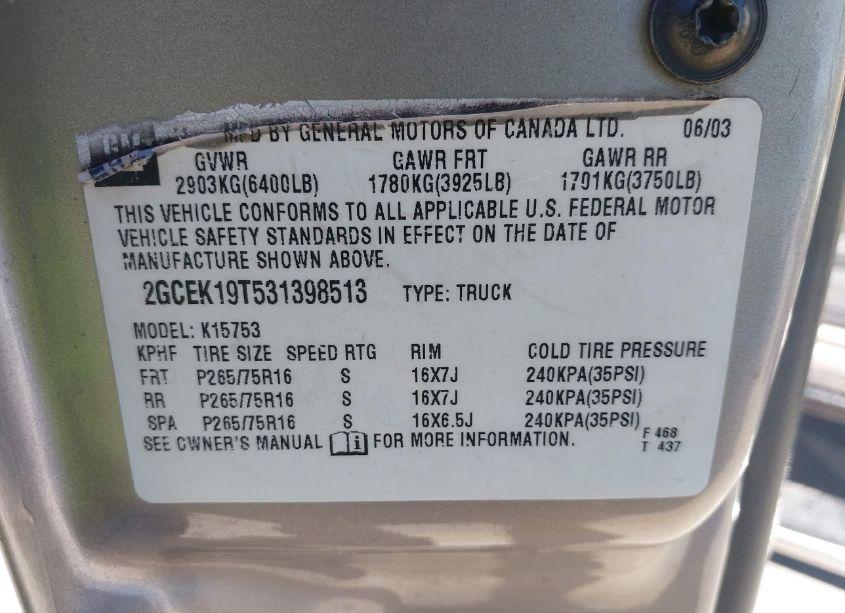 GM MFD BY GENERAL MOTORS OF CANADA LTD. 06/03
GVWR GAWR FRT GAWR RR
2903KG(6400LB) 1780KG(3925LB) 1701KG(3750LB)
THIS VEHICLE CONFORMS TO ALL APPLICABLE U.S. FEDERAL MOTOR
VEHICLE SAFETY STANDARDS IN EFFECT ON THE DATE OF
MANUFACTURE SHOWN ABOVE.
2GCEK19T531398513 TYPE: TRUCK
MODEL: K15753
KPHF TIRE SIZE SPEED RTG RIM COLD TIRE PRESSURE
FRT P265/75R16 S 16X7J 240KPA(35PSI)
RR P265/75R16 S 16X7J 240KPA(35PSI)
SPA P265/75R16 S 16X6.5J 240KPA(35PSI)
SEE OWNER'S MANUAL i FOR MORE INFORMATION.
F 468
T 437